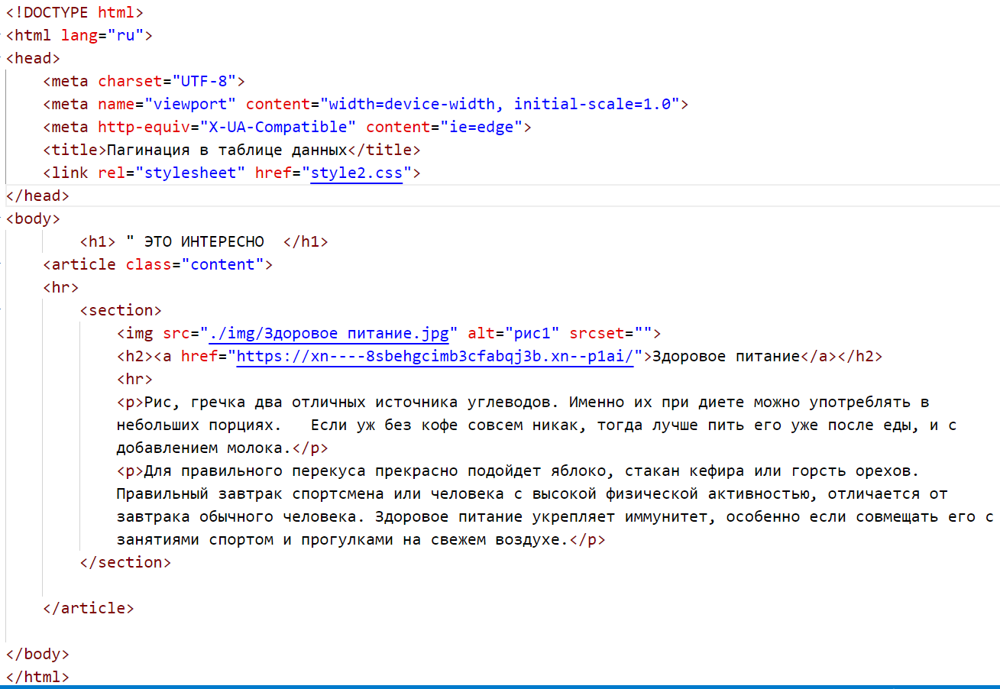 <!DOCTYPE html>
<html lang="ru">
<head>
    <meta charset="UTF-8">
    <meta name="viewport" content="width=device-width, initial-scale=1.0">
    <meta http-equiv="X-UA-Compatible" content="ie=edge">
    <title>Пагинация в таблице данных</title>
    <link rel="stylesheet" href="style2.css">
</head>
<body>
        <h1> " ЭТО ИНТЕРЕСНО  </h1>
    <article class="content">
    <hr>
        <section>
            <img src="./img/Здоровое питание.jpg" alt="рис1" srcset="">
            <h2><a href="https://xn----8sbehgcimb3cfabqj3b.xn--p1ai/">Здоровое питание</a></h2>
            <hr>
            <p>Рис, гречка два отличных источника углеводов. Именно их при диете можно употреблять в
            небольших порциях.   Если уж без кофе совсем никак, тогда лучше пить его уже после еды, и с
            добавлением молока.</p>
            <p>Для правильного перекуса прекрасно подойдет яблоко, стакан кефира или горсть орехов.
            Правильный завтрак спортсмена или человека с высокой физической активностью, отличается от
            завтрака обычного человека. Здоровое питание укрепляет иммунитет, особенно если совмещать его с
            занятиями спортом и прогулками на свежем воздухе.</p>
        </section>
    </article>
</body>
</html>